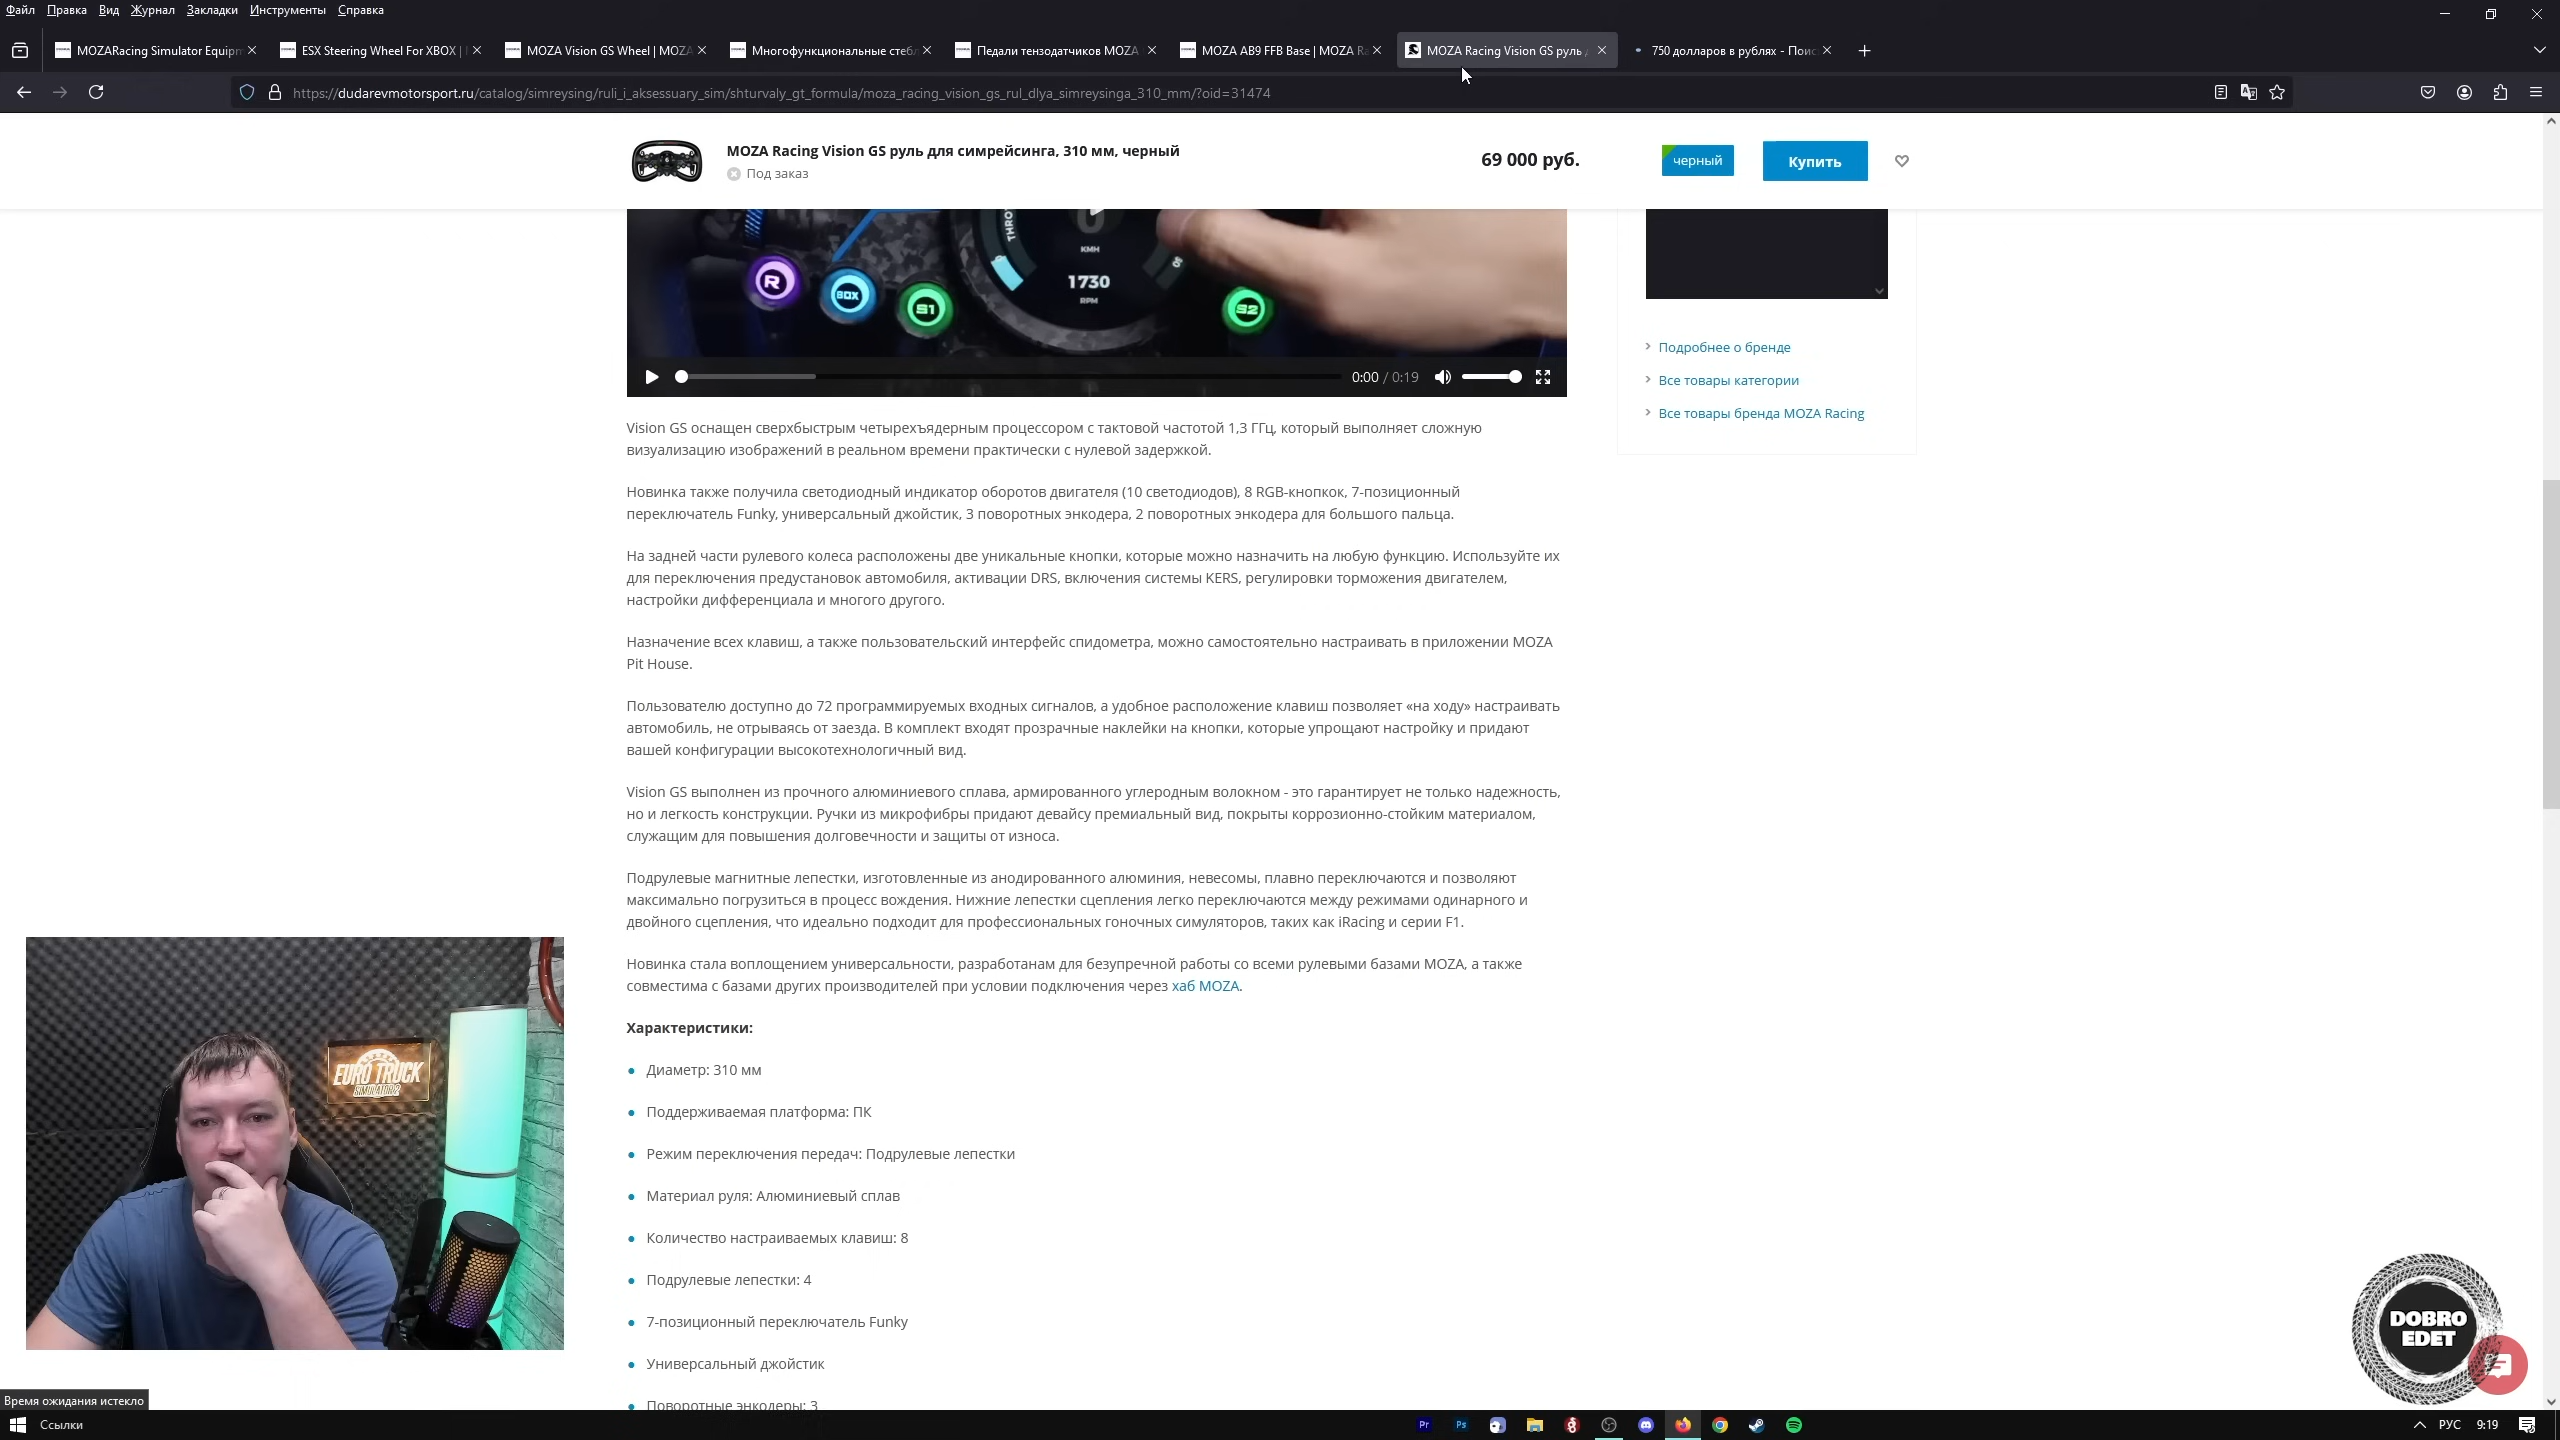 Файл Правка Вид Журнал Закладки Инструменты Справка
MOZARacing Simulator Equipm
ESX Steering Wheel For XBOX |
MOZA Vision GS Wheel | MOZA
Многофункциональные стебл
Педали тензодатчиков MOZA
MOZA AB9 FFB Base | MOZA Ra
MOZA Racing Vision GS руль д
750 долларов в рублях - Поис
https://dudarevmotorsport.ru/catalog/simreysing/ruli_i_aksessuary_sim/shturvaly_gt_formula/moza_racing_vision_gs_rul_dlya_simreysinga_310_mm/?oid=31474
MOZA Racing Vision GS руль для симрейсинга, 310 мм, черный
Под заказ
69 000 руб.
черный
Купить
KMH
1730
RPM
R
BOX
S1
S2
0:00 / 0:19
Подробнее о бренде
Все товары категории
Все товары бренда MOZA Racing
Vision GS оснащен сверхбыстрым четырехъядерным процессором с тактовой частотой 1,3 ГГц, который выполняет сложную
визуализацию изображений в реальном времени практически с нулевой задержкой.
Новинка также получила светодиодный индикатор оборотов двигателя (10 светодиодов), 8 RGB-кнопкок, 7-позиционный
переключатель Funky, универсальный джойстик, 3 поворотных энкодера, 2 поворотных энкодера для большого пальца.
На задней части рулевого колеса расположены две уникальные кнопки, которые можно назначить на любую функцию. Используйте их
для переключения предустановок автомобиля, активации DRS, включения системы KERS, регулировки торможения двигателем,
настройки дифференциала и многого другого.
Назначение всех клавиш, а также пользовательский интерфейс спидометра, можно самостоятельно настраивать в приложении MOZA
Pit House.
Пользователю доступно до 72 программируемых входных сигналов, а удобное расположение клавиш позволяет «на ходу» настраивать
автомобиль, не отрываясь от заезда. В комплект входят прозрачные наклейки на кнопки, которые упрощают настройку и придают
вашей конфигурации высокотехнологичный вид.
Vision GS выполнен из прочного алюминиевого сплава, армированного углеродным волокном - это гарантирует не только надежность,
но и легкость конструкции. Ручки из микрофибры придают девайсу премиальный вид, покрыты коррозионно-стойким материалом,
служащим для повышения долговечности и защиты от износа.
Подрулевые магнитные лепестки, изготовленные из анодированного алюминия, невесомы, плавно переключаются и позволяют
максимально погрузиться в процесс вождения. Нижние лепестки сцепления легко переключаются между режимами одинарного и
двойного сцепления, что идеально подходит для профессиональных гоночных симуляторов, таких как iRacing и серии F1.
Новинка стала воплощением универсальности, разработанам для безупречной работы со всеми рулевыми базами MOZA, а также
совместима с базами других производителей при условии подключения через хаб MOZA.
Характеристики:
Диаметр: 310 мм
Поддерживаемая платформа: ПК
Режим переключения передач: Подрулевые лепестки
Материал руля: Алюминиевый сплав
Количество настраиваемых клавиш: 8
Подрулевые лепестки: 4
7-позиционный переключатель Funky
Универсальный джойстик
Поворотные энкодеры: 3
EURO TRUCK
SIMULATOR 2
DOBRO
EDET
Время ожидания истекло
Ссылки
Pr
Ps
РУС
9:19